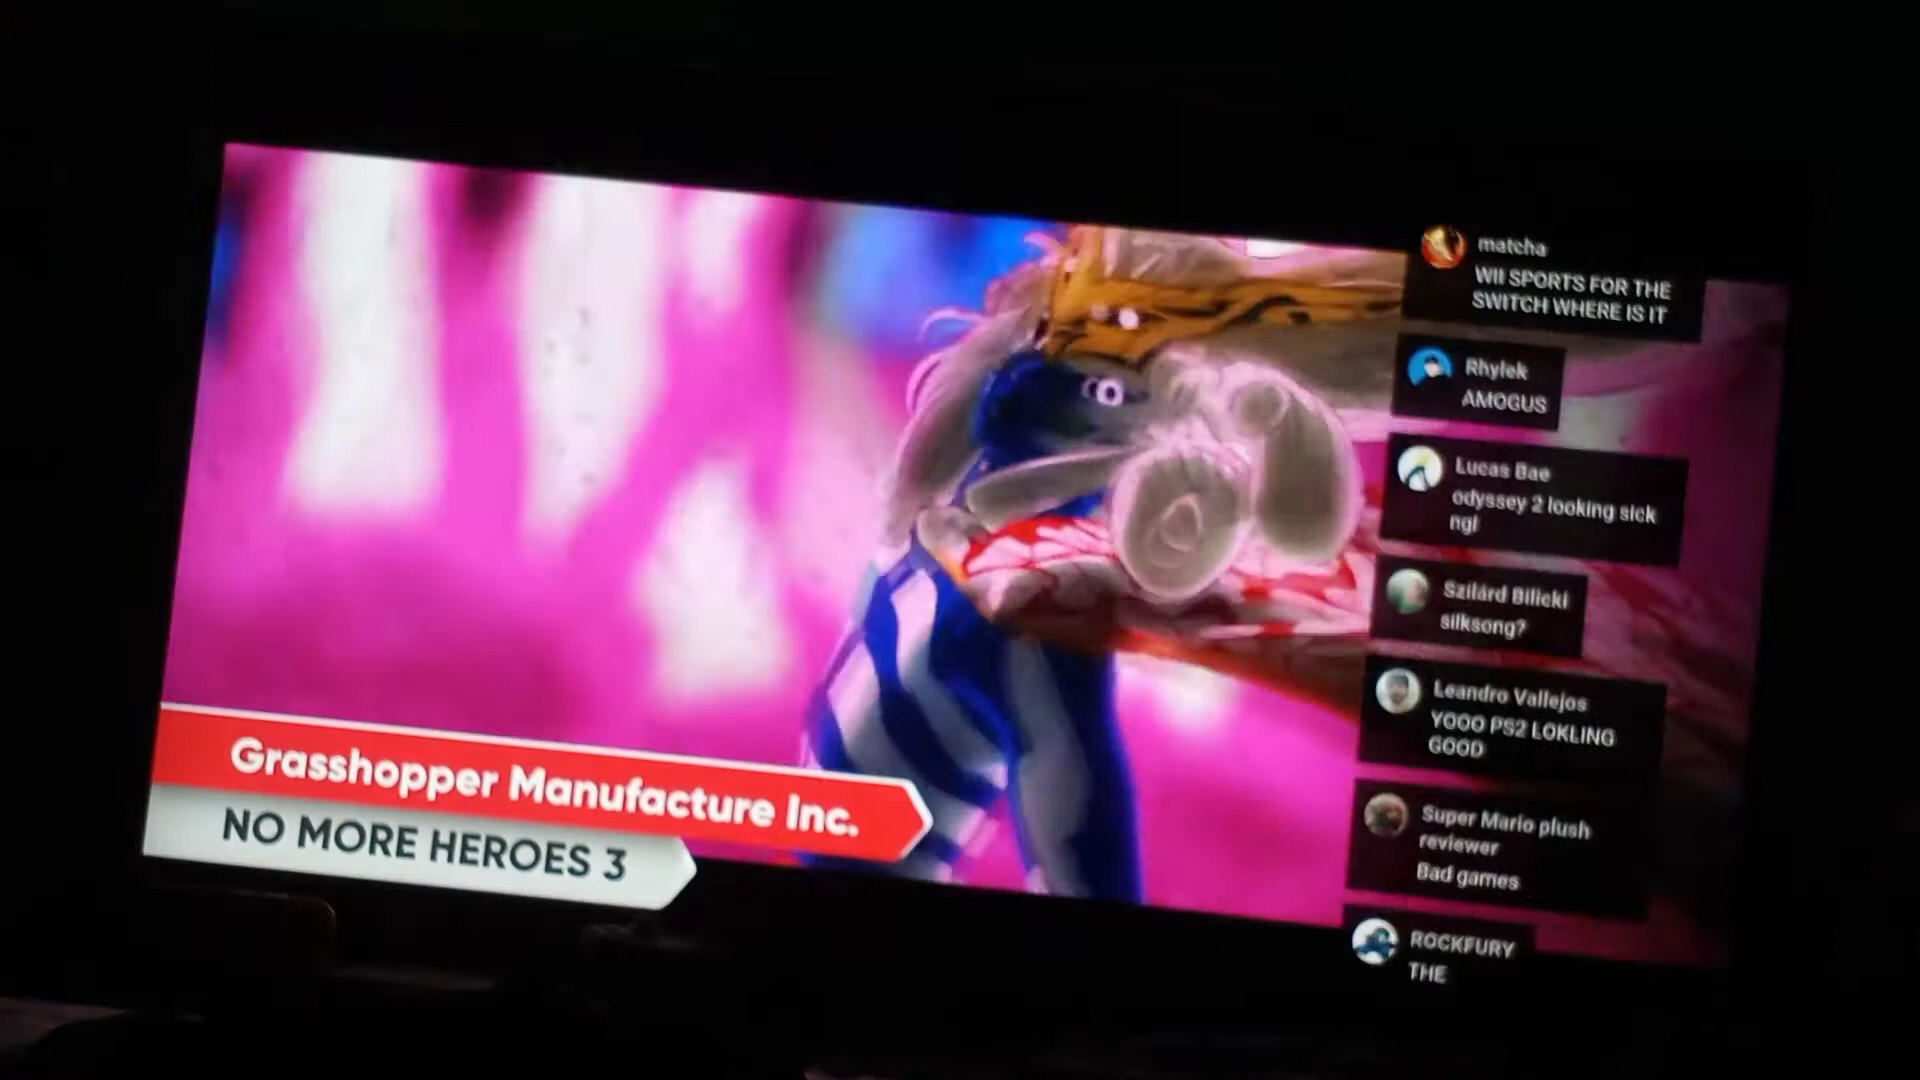 matcha
WII SPORTS FOR THE
SWITCH WHERE IS IT
Rhylek
AMOGUS
Lucas Bae
odyssey 2 looking sick
ngl
Szilárd Bilicki
silksong?
Leandro Vallejos
YOOO PS2 LOKLING
GOOD
Super Mario plush
reviewer
Bad games
ROCKFURY
THE
Grasshopper Manufacture Inc.
NO MORE HEROES 3